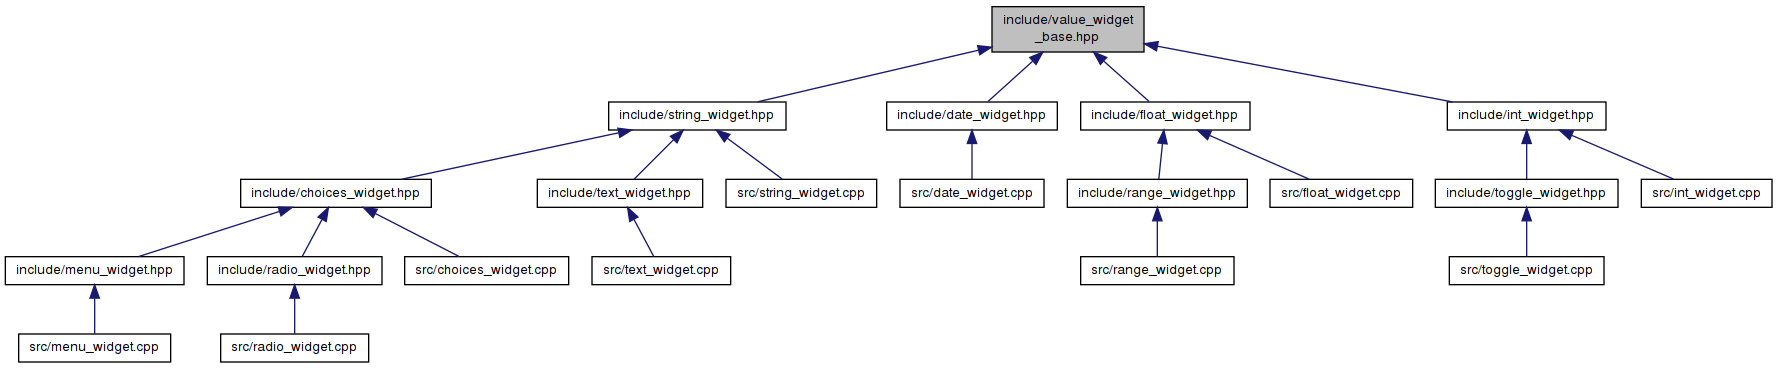 include/value_widget
_base.hpp
include/string_widget.hpp
include/date_widget.hpp
include/float_widget.hpp
include/int_widget.hpp
include/choices_widget.hpp
include/text_widget.hpp
src/string_widget.cpp
src/date_widget.cpp
include/range_widget.hpp
src/float_widget.cpp
include/toggle_widget.hpp
src/int_widget.cpp
include/menu_widget.hpp
include/radio_widget.hpp
src/choices_widget.cpp
src/text_widget.cpp
src/range_widget.cpp
src/toggle_widget.cpp
src/menu_widget.cpp
src/radio_widget.cpp